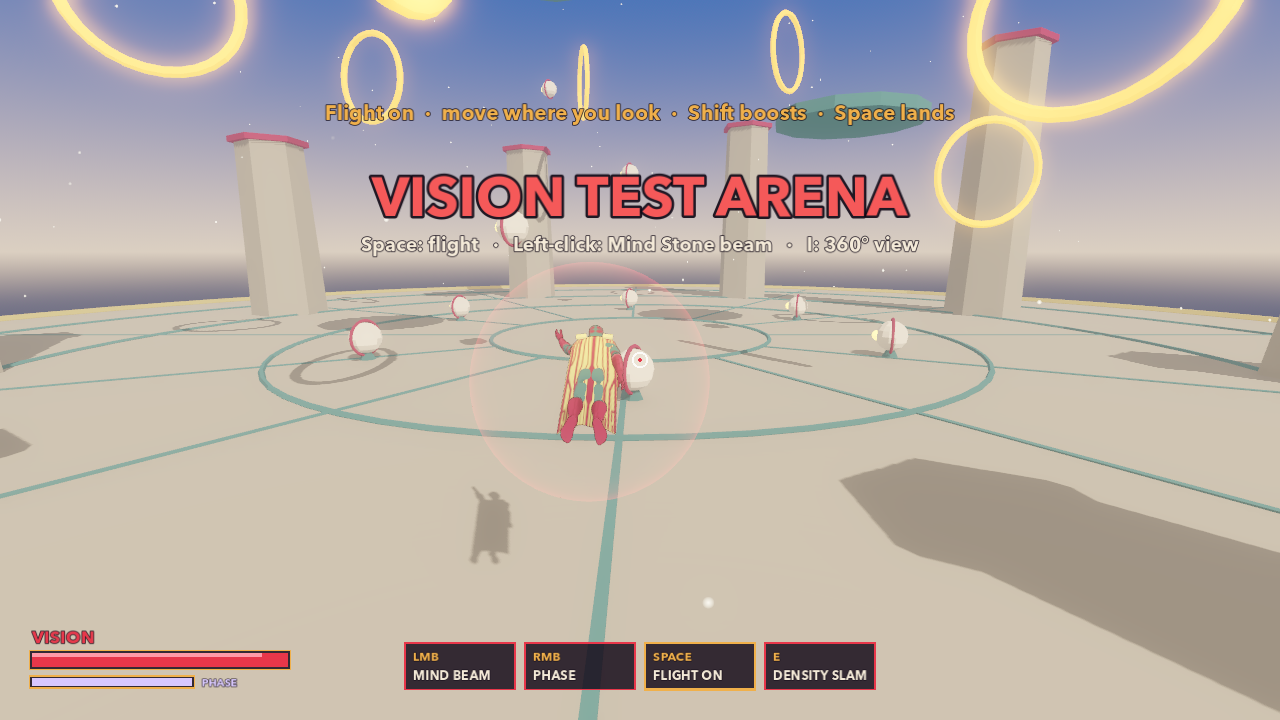 Flight on · move where you look · Shift boosts · Space lands
VISION TEST ARENA
Space: flight · Left-click: Mind Stone beam · I: 360° view
VISION
PHASE
LMB
MIND BEAM
RMB
PHASE
SPACE
FLIGHT ON
E
DENSITY SLAM